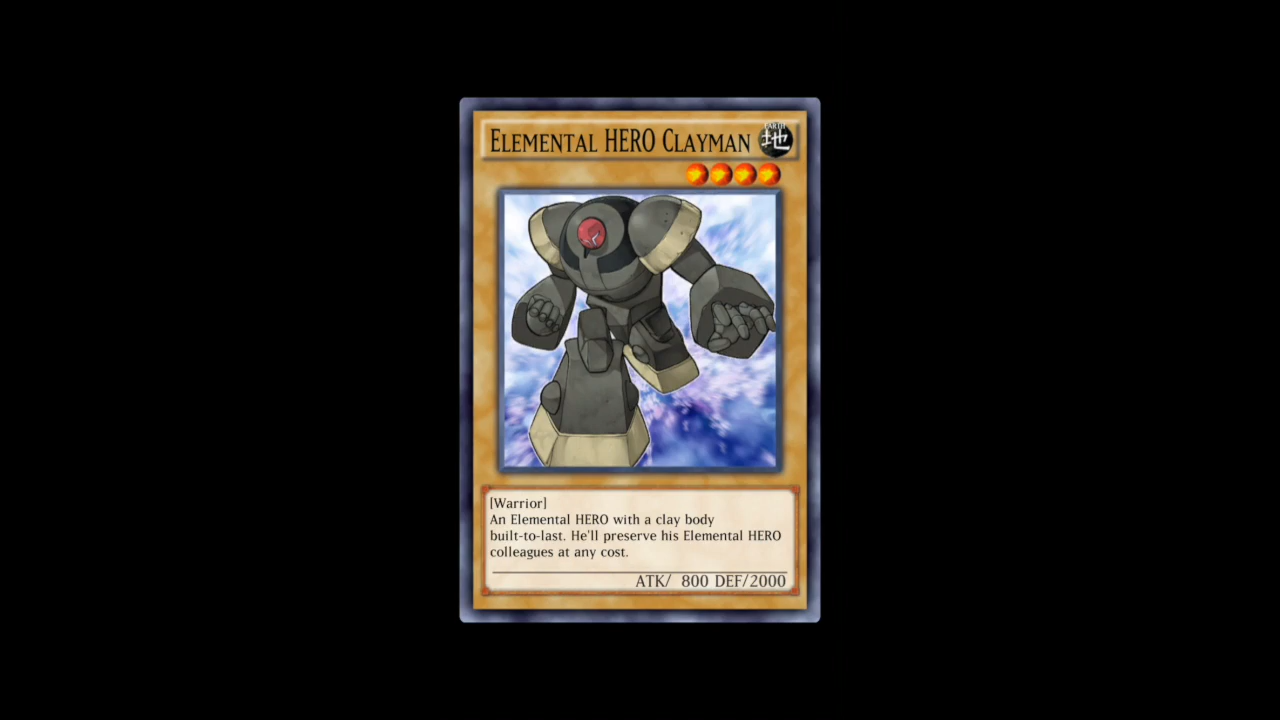 Elemental HERO Clayman
EARTH
地
[Warrior]
An Elemental HERO with a clay body
built-to-last. He'll preserve his Elemental HERO
colleagues at any cost.
ATK/ 800 DEF/2000